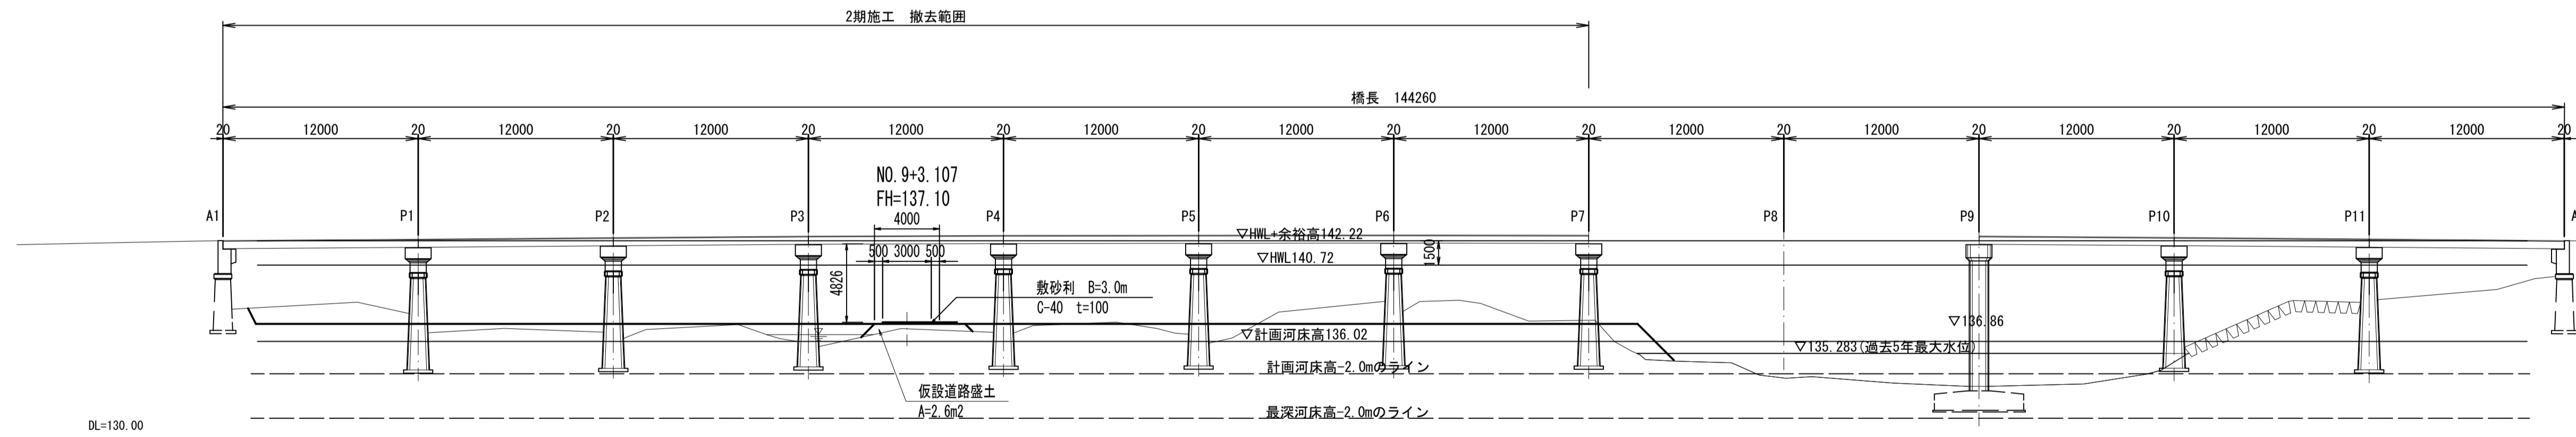 2期施工 撤去範囲
橋長 144260
20 12000 20 12000 20 12000 20 12000 20 12000 20 12000 20 12000 20 12000 20 12000 20 12000 20 12000 20 12000 20
NO. 9+3. 107
FH=137. 10
4000
A1 P1 P2 P3 P4 P5 P6 P7 P8 P9 P10 P11 A
▽HWL+余裕高142. 22
500 3000 500
1500
▽HWL140. 72
4826
敷砂利 B=3. 0m
C-40 t=100
▽136. 86
▽計画河床高136. 02
▽135. 283(過去5年最大水位)
計画河床高-2. 0mのライン
仮設道路盛土
A=2. 6m2
最深河床高-2. 0mのライン
DL=130. 00